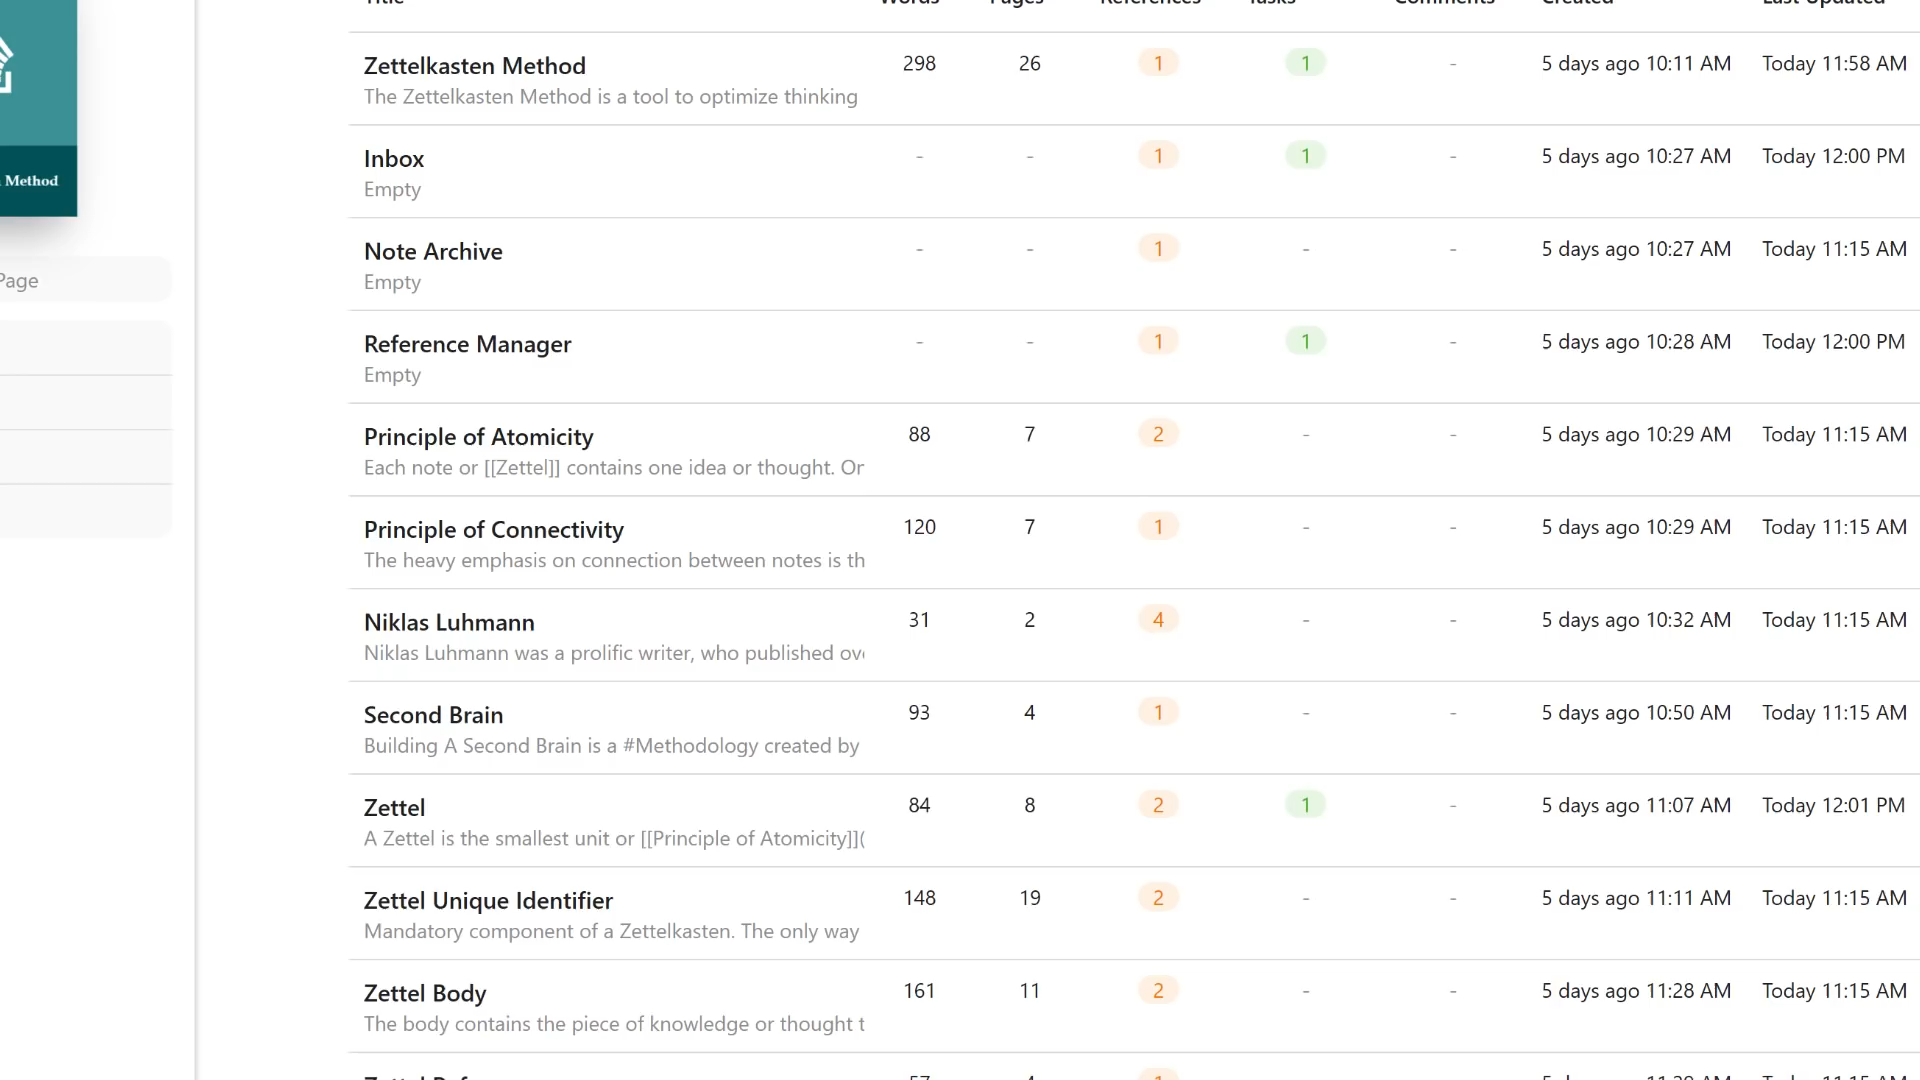 Title Words Pages References Tasks Comments Created Last Updated
Method
Page
Zettelkasten Method 298 26 1 1 - 5 days ago 10:11 AM Today 11:58 AM
The Zettelkasten Method is a tool to optimize thinking
Inbox - - 1 1 - 5 days ago 10:27 AM Today 12:00 PM
Empty
Note Archive - - 1 - - 5 days ago 10:27 AM Today 11:15 AM
Empty
Reference Manager - - 1 1 - 5 days ago 10:28 AM Today 12:00 PM
Empty
Principle of Atomicity 88 7 2 - - 5 days ago 10:29 AM Today 11:15 AM
Each note or [[Zettel]] contains one idea or thought. Or
Principle of Connectivity 120 7 1 - - 5 days ago 10:29 AM Today 11:15 AM
The heavy emphasis on connection between notes is th
Niklas Luhmann 31 2 4 - - 5 days ago 10:32 AM Today 11:15 AM
Niklas Luhmann was a prolific writer, who published ov
Second Brain 93 4 1 - - 5 days ago 10:50 AM Today 11:15 AM
Building A Second Brain is a #Methodology created by
Zettel 84 8 2 1 - 5 days ago 11:07 AM Today 12:01 PM
A Zettel is the smallest unit or [[Principle of Atomicity]](
Zettel Unique Identifier 148 19 2 - - 5 days ago 11:11 AM Today 11:15 AM
Mandatory component of a Zettelkasten. The only way
Zettel Body 161 11 2 - - 5 days ago 11:28 AM Today 11:15 AM
The body contains the piece of knowledge or thought t